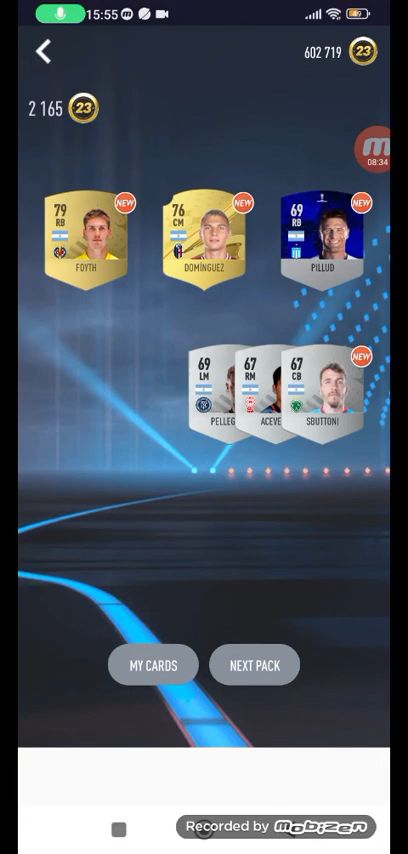 15:55
49
602 719
23
2 165
23
08:34
79
RB
NEW
FOYTH
76
CM
NEW
DOMÍNGUEZ
69
RB
NEW
PILLUD
69
LM
PELLEG
67
RM
ACEVE
67
CB
NEW
SBUTTONI
MY CARDS
NEXT PACK
Recorded by mobizen